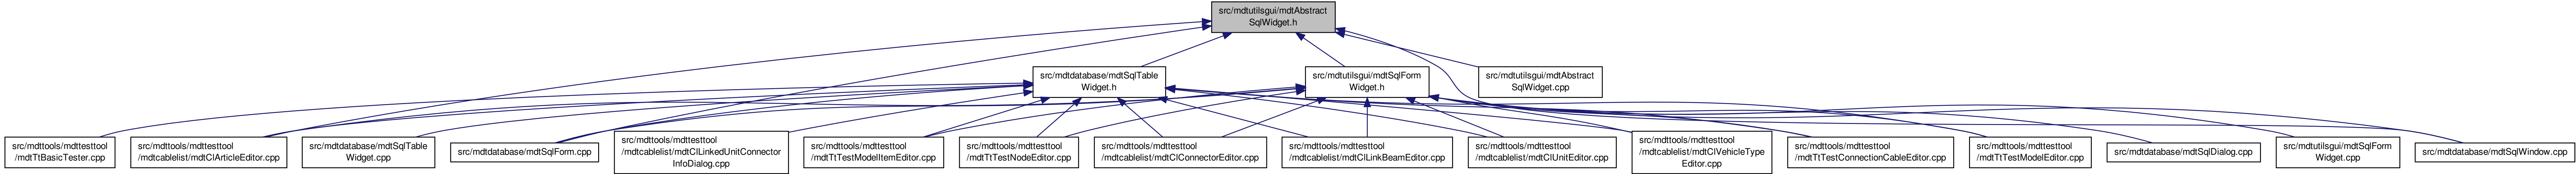 src/mdtutilsgui/mdtAbstract
SqlWidget.h
src/mdtdatabase/mdtSqlTable
Widget.h
src/mdtutilsgui/mdtSqlForm
Widget.h
src/mdtutilsgui/mdtAbstract
SqlWidget.cpp
src/mdttools/mdttesttool
/mdtTtBasicTester.cpp
src/mdttools/mdttesttool
/mdtcablelist/mdtClArticleEditor.cpp
src/mdtdatabase/mdtSqlTable
Widget.cpp
src/mdtdatabase/mdtSqlForm.cpp
src/mdttools/mdttesttool
/mdtcablelist/mdtClLinkedUnitConnector
InfoDialog.cpp
src/mdttools/mdttesttool
/mdtTtTestModelItemEditor.cpp
src/mdttools/mdttesttool
/mdtTtTestNodeEditor.cpp
src/mdttools/mdttesttool
/mdtcablelist/mdtClConnectorEditor.cpp
src/mdttools/mdttesttool
/mdtcablelist/mdtClLinkBeamEditor.cpp
src/mdttools/mdttesttool
/mdtcablelist/mdtClUnitEditor.cpp
src/mdttools/mdttesttool
/mdtcablelist/mdtClVehicleType
Editor.cpp
src/mdttools/mdttesttool
/mdtTtTestConnectionCableEditor.cpp
src/mdttools/mdttesttool
/mdtTtTestModelEditor.cpp
src/mdtdatabase/mdtSqlDialog.cpp
src/mdtutilsgui/mdtSqlForm
Widget.cpp
src/mdtdatabase/mdtSqlWindow.cpp